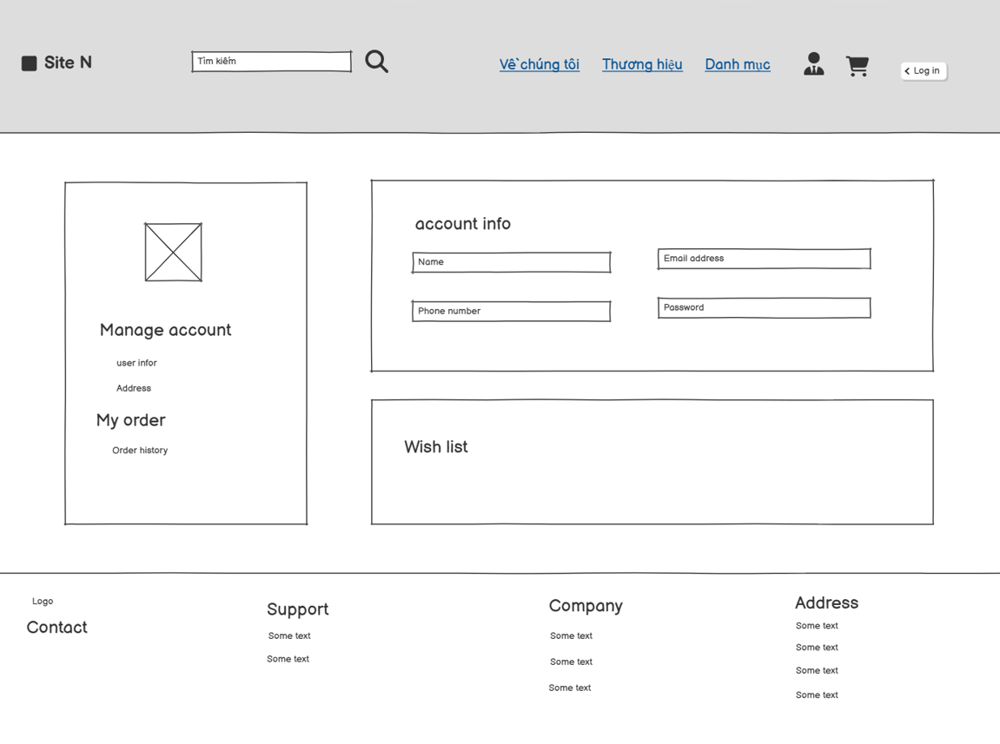 Site N
Tìm kiếm
Về chúng tôi
Thương hiệu
Danh mục
Log in
Manage account
user infor
Address
My order
Order history
account info
Name
Email address
Phone number
Password
Wish list
Logo
Contact
Support
Some text
Some text
Company
Some text
Some text
Some text
Address
Some text
Some text
Some text
Some text